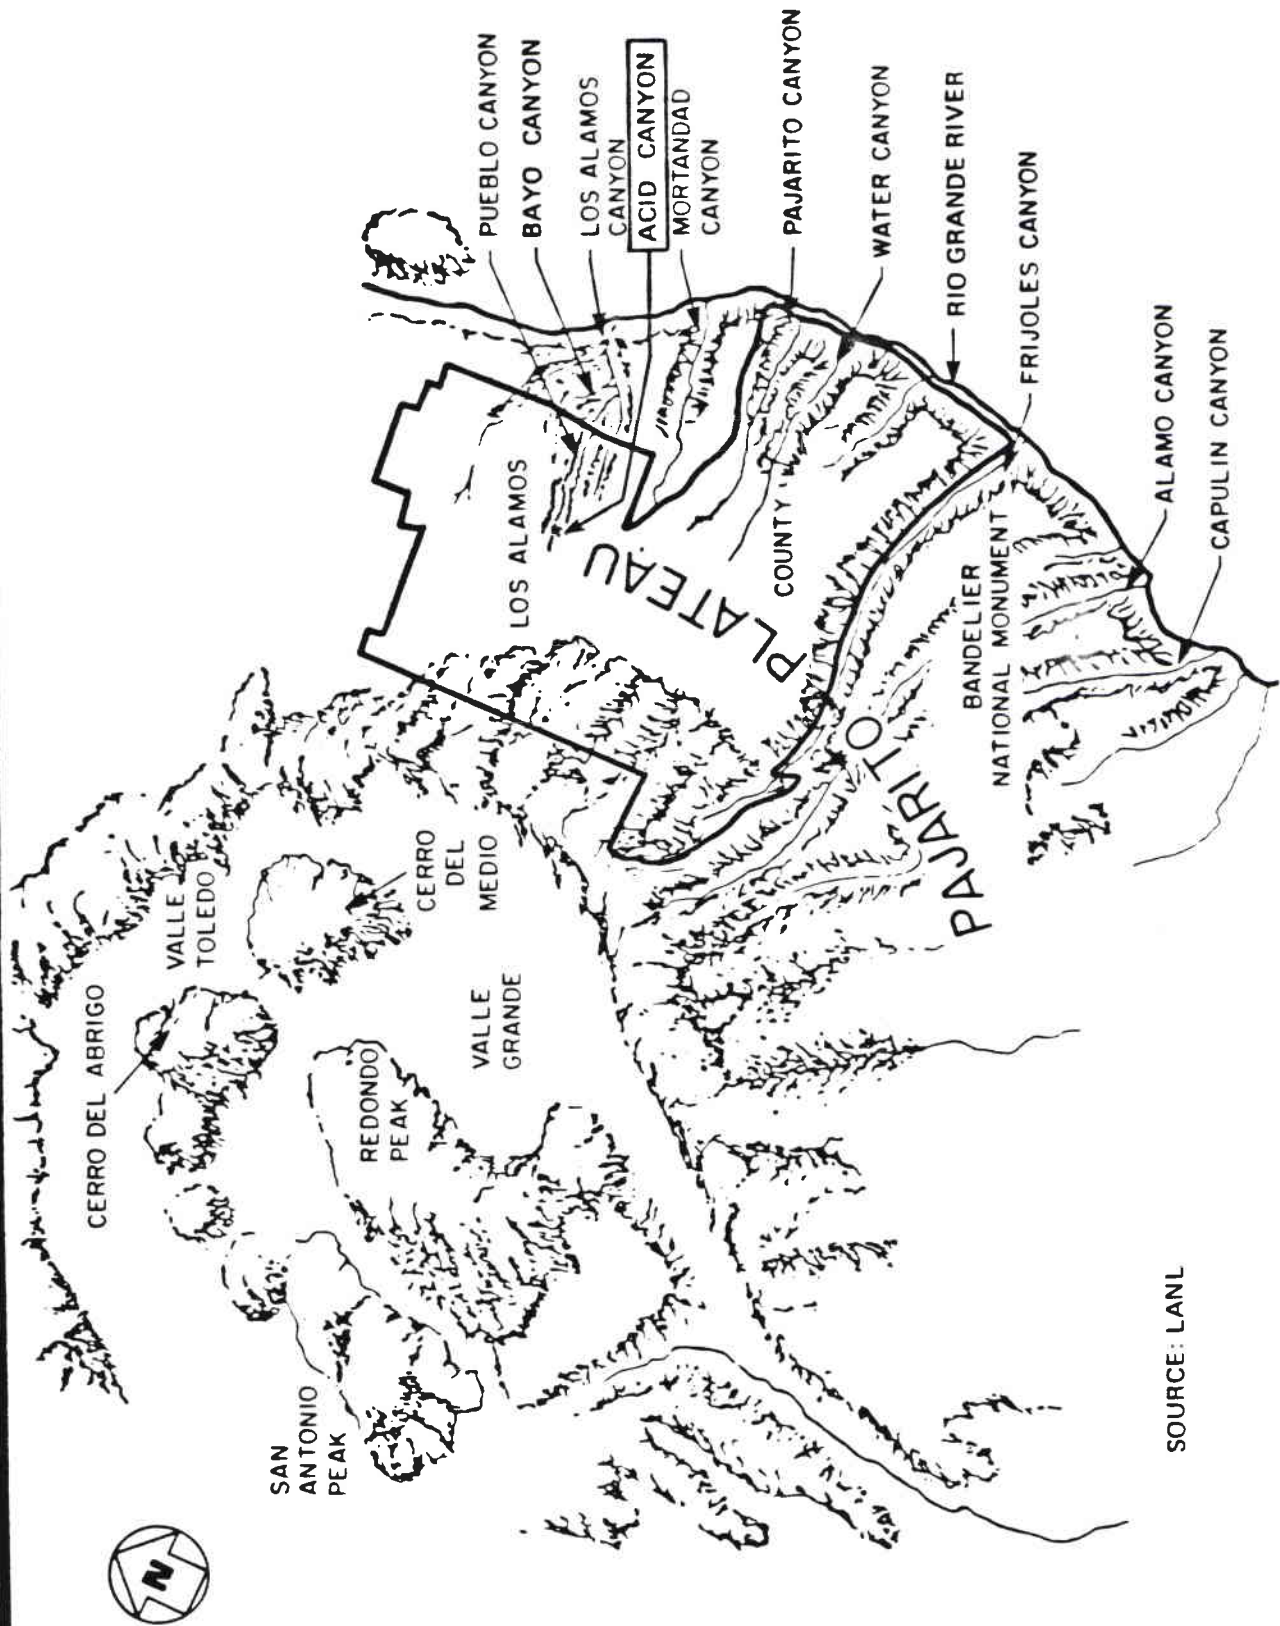 N
SAN
ANTONIO
PEAK
CERRO DEL ABRIGO
VALLE
TOLEDO
REDONDO
PEAK
CERRO
DEL
MEDIO
VALLE
GRANDE
LOS ALAMOS
COUNTY
PAJARITO
PLATEAU
BANDELIER
NATIONAL MONUMENT
PUEBLO CANYON
BAYO CANYON
LOS ALAMOS
CANYON
ACID CANYON
MORTANDAD
CANYON
PAJARITO CANYON
WATER CANYON
RIO GRANDE RIVER
FRIJOLES CANYON
ALAMO CANYON
CAPULIN CANYON
SOURCE: LANL